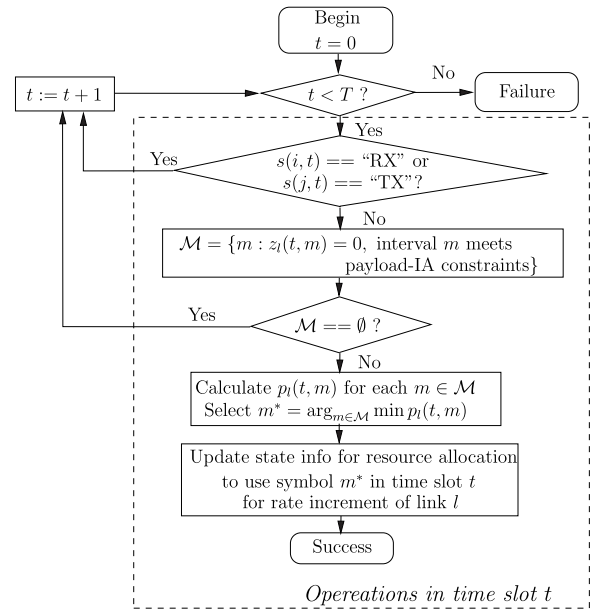 Begin
t = 0
No
t := t + 1
t < T ?
Failure
Yes
Yes
s(i, t) == “RX” or
s(j, t) == “TX”?
No
ℳ = {m : z_l(t, m) = 0, interval m meets
payload-IA constraints}
Yes
ℳ == ∅ ?
No
Calculate p_l(t, m) for each m ∈ ℳ
Select m* = arg_{m∈ℳ} min p_l(t, m)
Update state info for resource allocation
to use symbol m* in time slot t
for rate increment of link l
Success
Opereations in time slot t